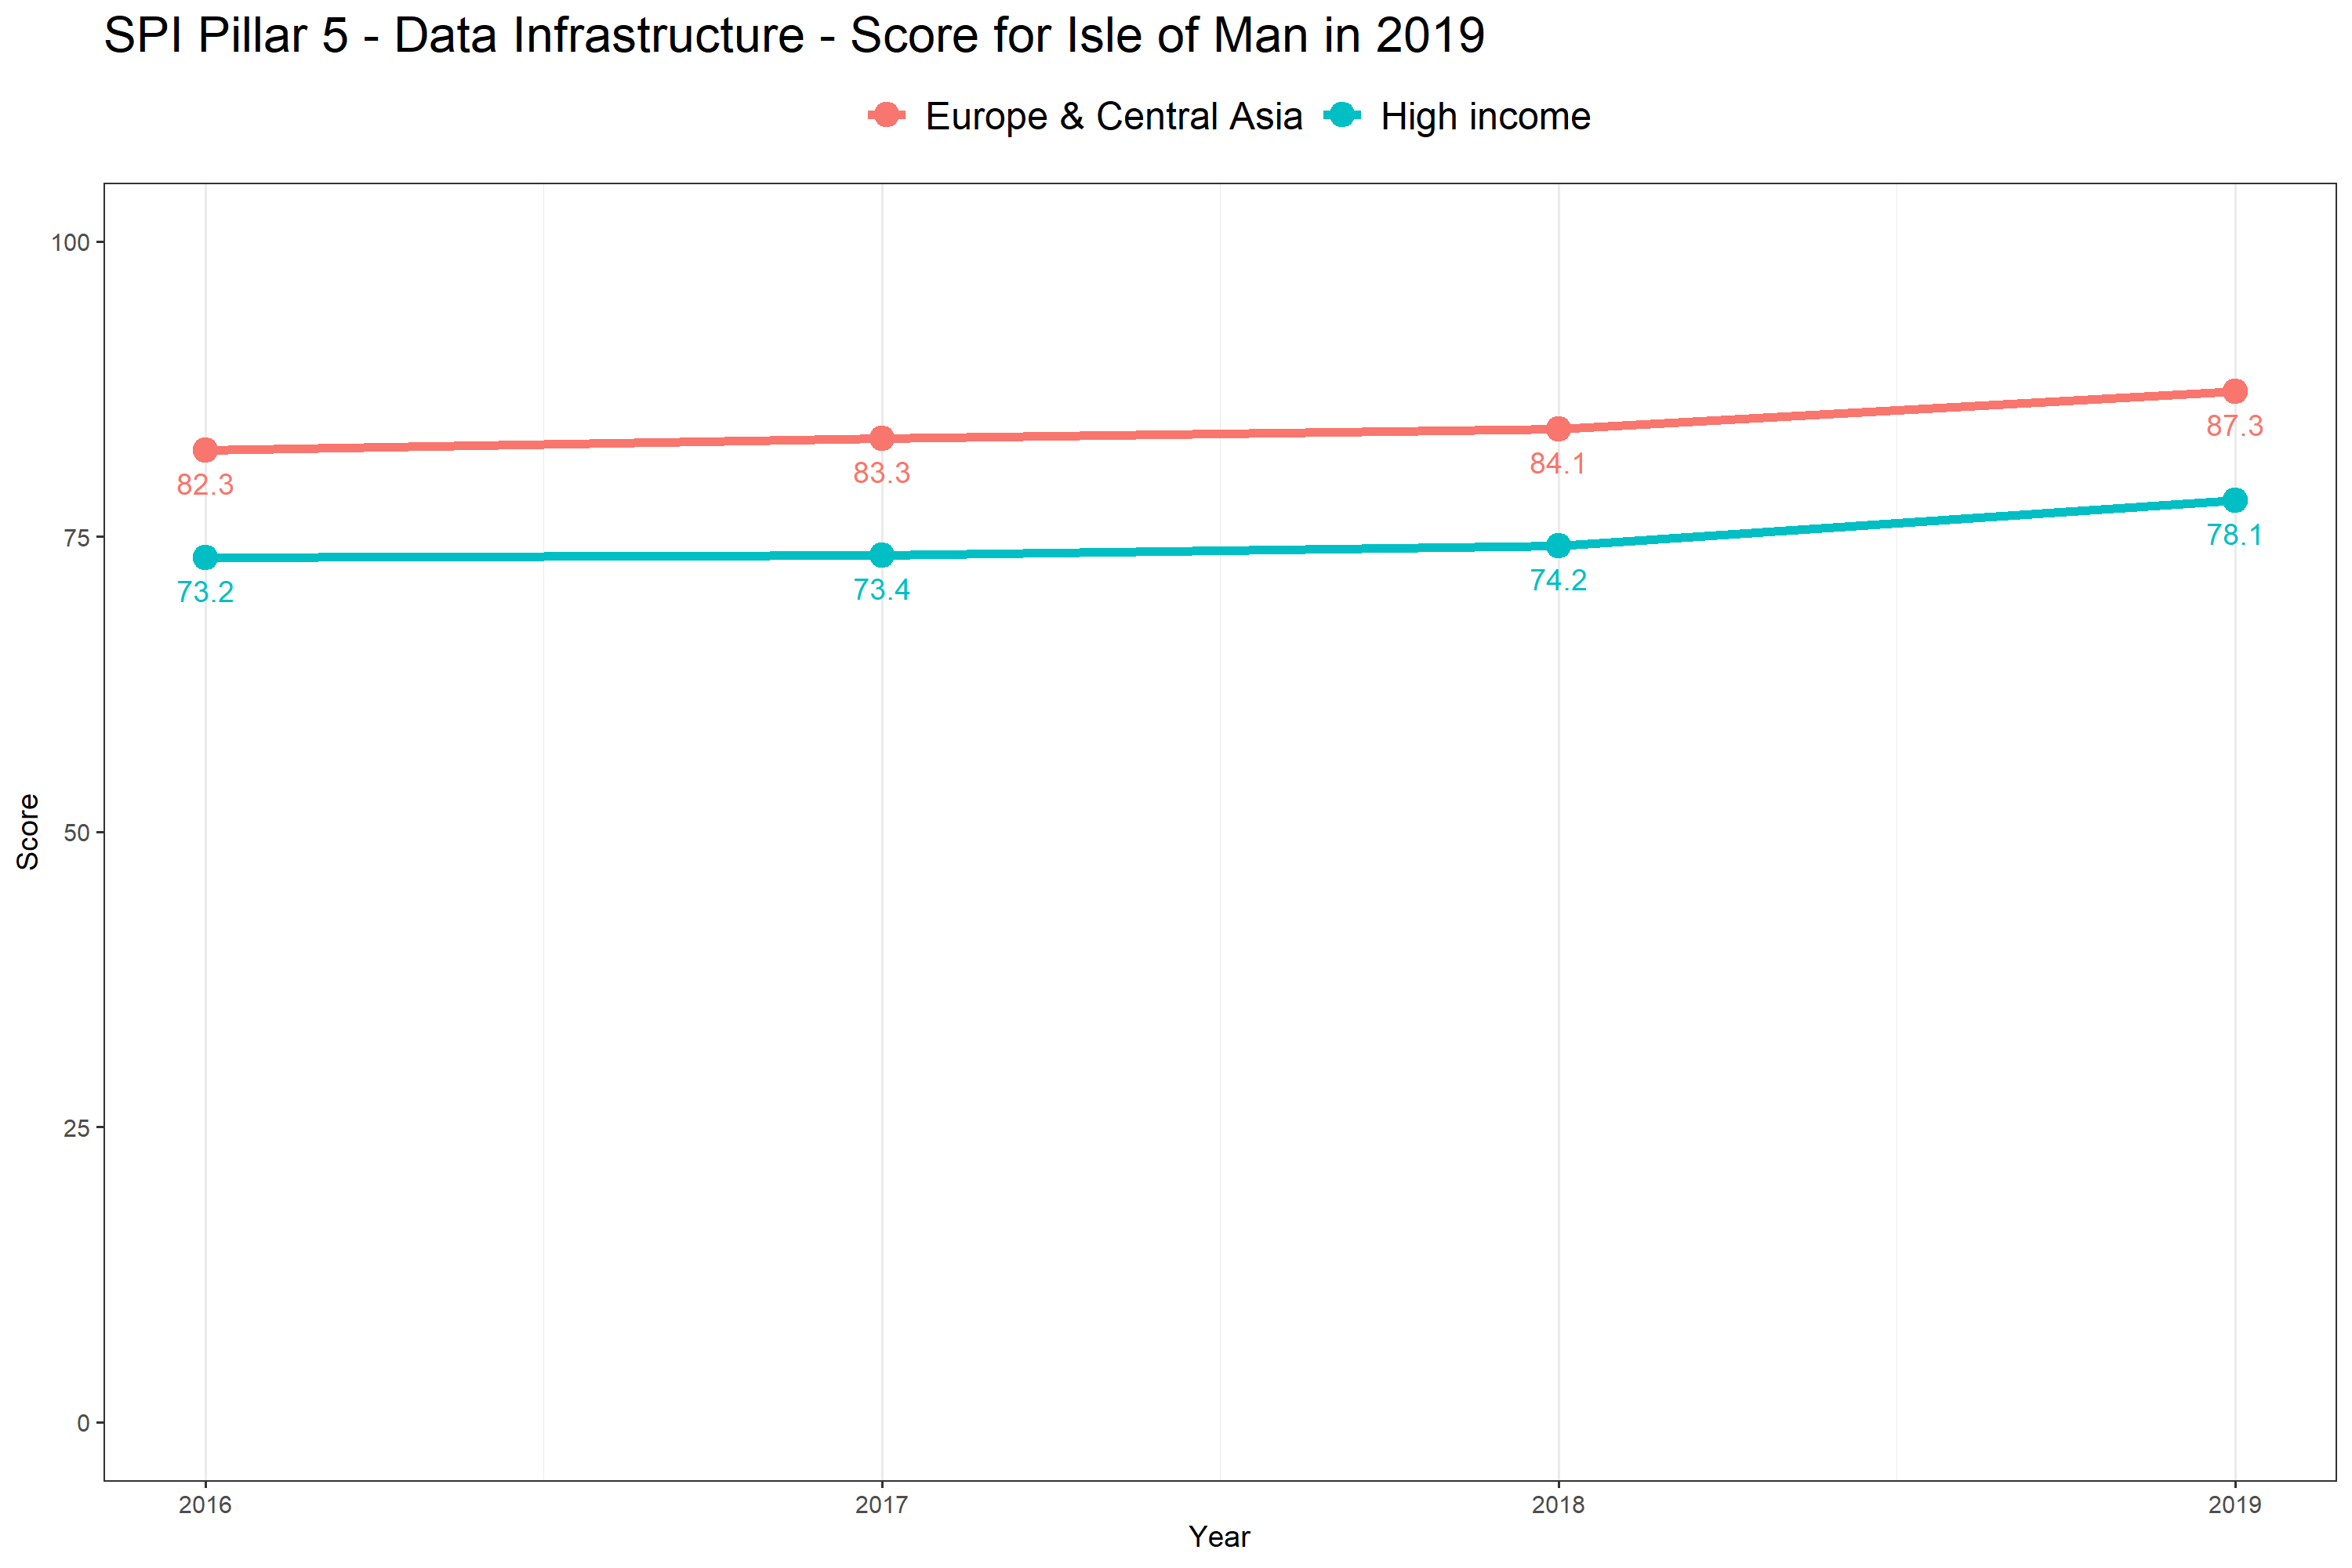 SPI Pillar 5 - Data Infrastructure - Score for Isle of Man in 2019
Europe & Central Asia High income
100
75
50
25
0
Score
82.3
83.3
84.1
87.3
73.2
73.4
74.2
78.1
2016 2017 2018 2019
Year